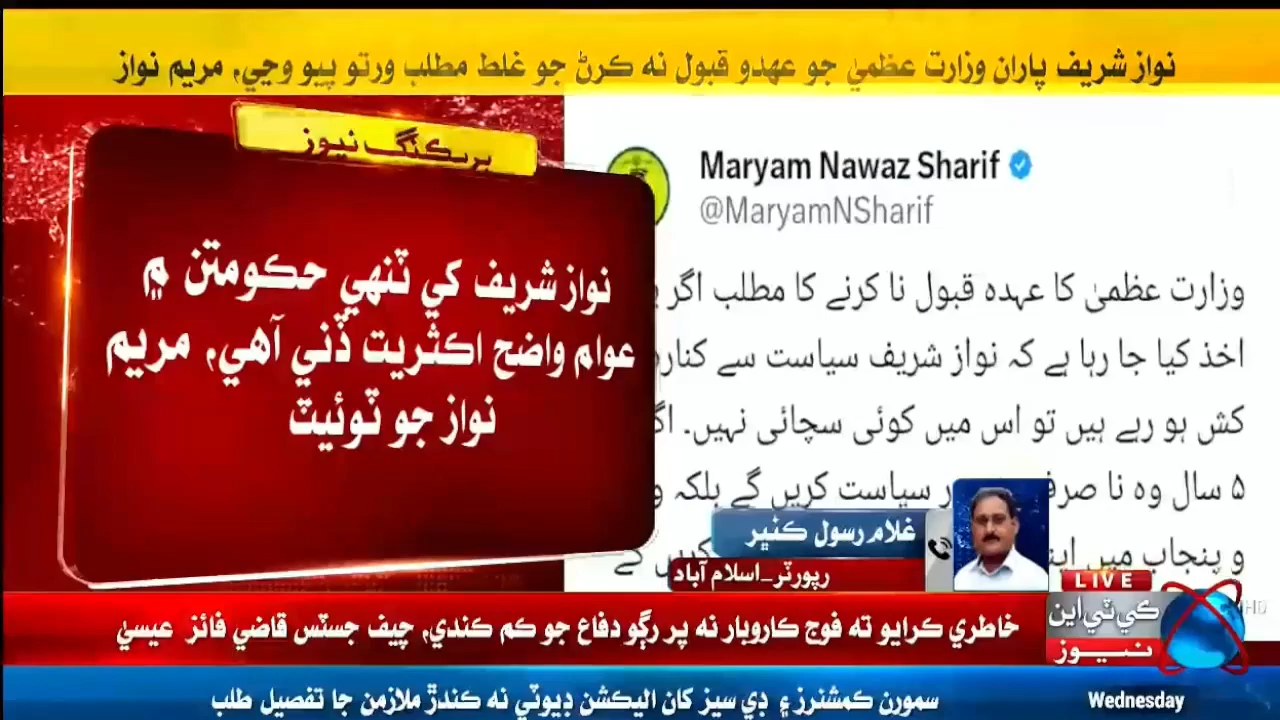 نواز شريف پاران وزارت عظميٰ جو عهدو قبول نه ڪرڻ جو غلط مطلب ورتو پيو وڃي، مريم نواز
بريڪنگ نيوز
نواز شريف کي ٽنهي حڪومتن ۾
عوام واضح اڪثريت ڏني آهي، مريم
نواز جو ٽوئيٽ
Maryam Nawaz Sharif
@MaryamNSharif
وزارت عظمیٰ کا عہدہ قبول نا کرنے کا مطلب اگر
اخذ کیا جا رہا ہے کہ نواز شریف سیاست سے کنارہ
کش ہو رہے ہیں تو اس میں کوئی سچائی نہیں۔
۵ سال وہ نا صرف سیاست کریں گے بلکہ
و پنجاب میں کریں گے
غلام رسول ڪنڀر
رپورٽر_اسلام آباد
LIVE
ڪي ٽي اين
نيوز
HD
خاطري ڪرايو ته فوج ڪاروبار نه پر رڳو دفاع جو ڪم ڪندي، چيف جسٽس قاضي فائز عيسيٰ
سمورن ڪمشنرز ۽ ڊي سيز کان اليڪشن ڊيوٽي نه ڪندڙ ملازمن جا تفصيل طلب
Wednesday